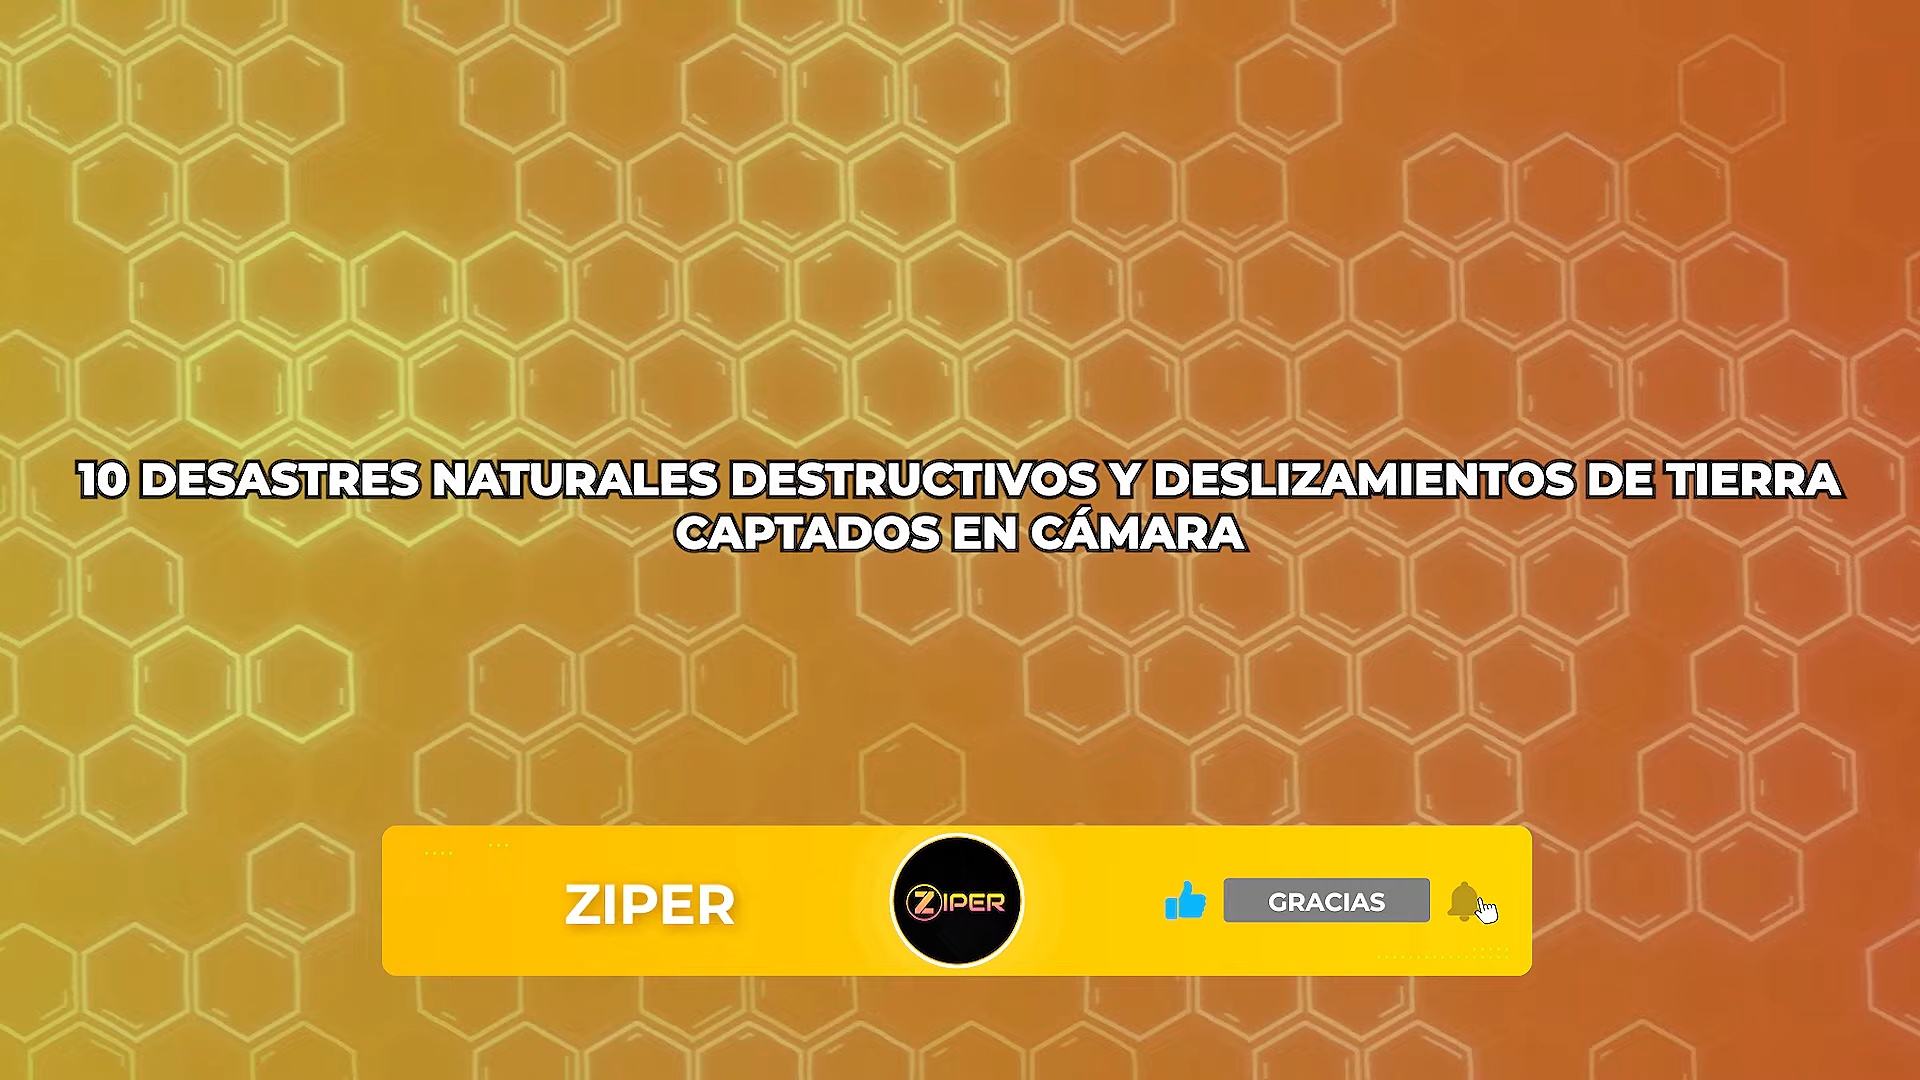 10 DESASTRES NATURALES DESTRUCTIVOS Y DESLIZAMIENTOS DE TIERRA
CAPTADOS EN CÁMARA
ZIPER
ZIPER
GRACIAS